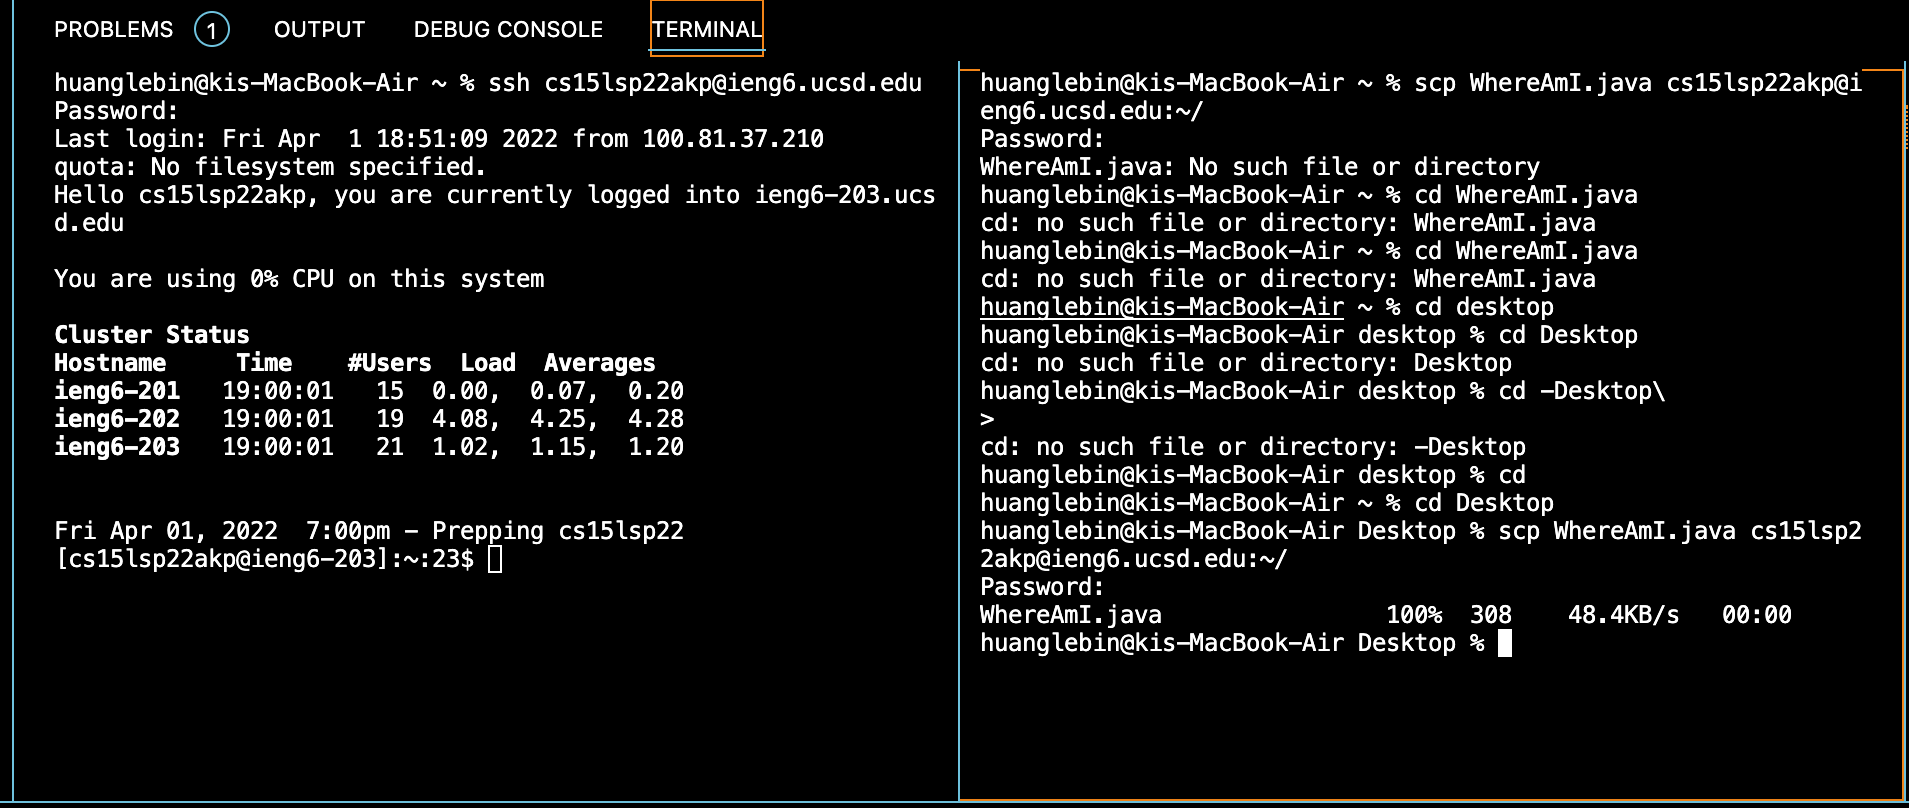 PROBLEMS 1 OUTPUT DEBUG CONSOLE TERMINAL
huanglebin@kis-MacBook-Air ~ % ssh cs15lsp22akp@ieng6.ucsd.edu
Password:
Last login: Fri Apr  1 18:51:09 2022 from 100.81.37.210
quota: No filesystem specified.
Hello cs15lsp22akp, you are currently logged into ieng6-203.ucs
d.edu
You are using 0% CPU on this system
Cluster Status
Hostname     Time    #Users  Load  Averages
ieng6-201   19:00:01   15  0.00,  0.07,  0.20
ieng6-202   19:00:01   19  4.08,  4.25,  4.28
ieng6-203   19:00:01   21  1.02,  1.15,  1.20
Fri Apr 01, 2022  7:00pm - Prepping cs15lsp22
[cs15lsp22akp@ieng6-203]:~:23$
huanglebin@kis-MacBook-Air ~ % scp WhereAmI.java cs15lsp22akp@i
eng6.ucsd.edu:~/
Password:
WhereAmI.java: No such file or directory
huanglebin@kis-MacBook-Air ~ % cd WhereAmI.java
cd: no such file or directory: WhereAmI.java
huanglebin@kis-MacBook-Air ~ % cd WhereAmI.java
cd: no such file or directory: WhereAmI.java
huanglebin@kis-MacBook-Air ~ % cd desktop
huanglebin@kis-MacBook-Air desktop % cd Desktop
cd: no such file or directory: Desktop
huanglebin@kis-MacBook-Air desktop % cd -Desktop\
>
cd: no such file or directory: -Desktop
huanglebin@kis-MacBook-Air desktop % cd
huanglebin@kis-MacBook-Air ~ % cd Desktop
huanglebin@kis-MacBook-Air Desktop % scp WhereAmI.java cs15lsp2
2akp@ieng6.ucsd.edu:~/
Password:
WhereAmI.java                100%  308    48.4KB/s   00:00
huanglebin@kis-MacBook-Air Desktop %